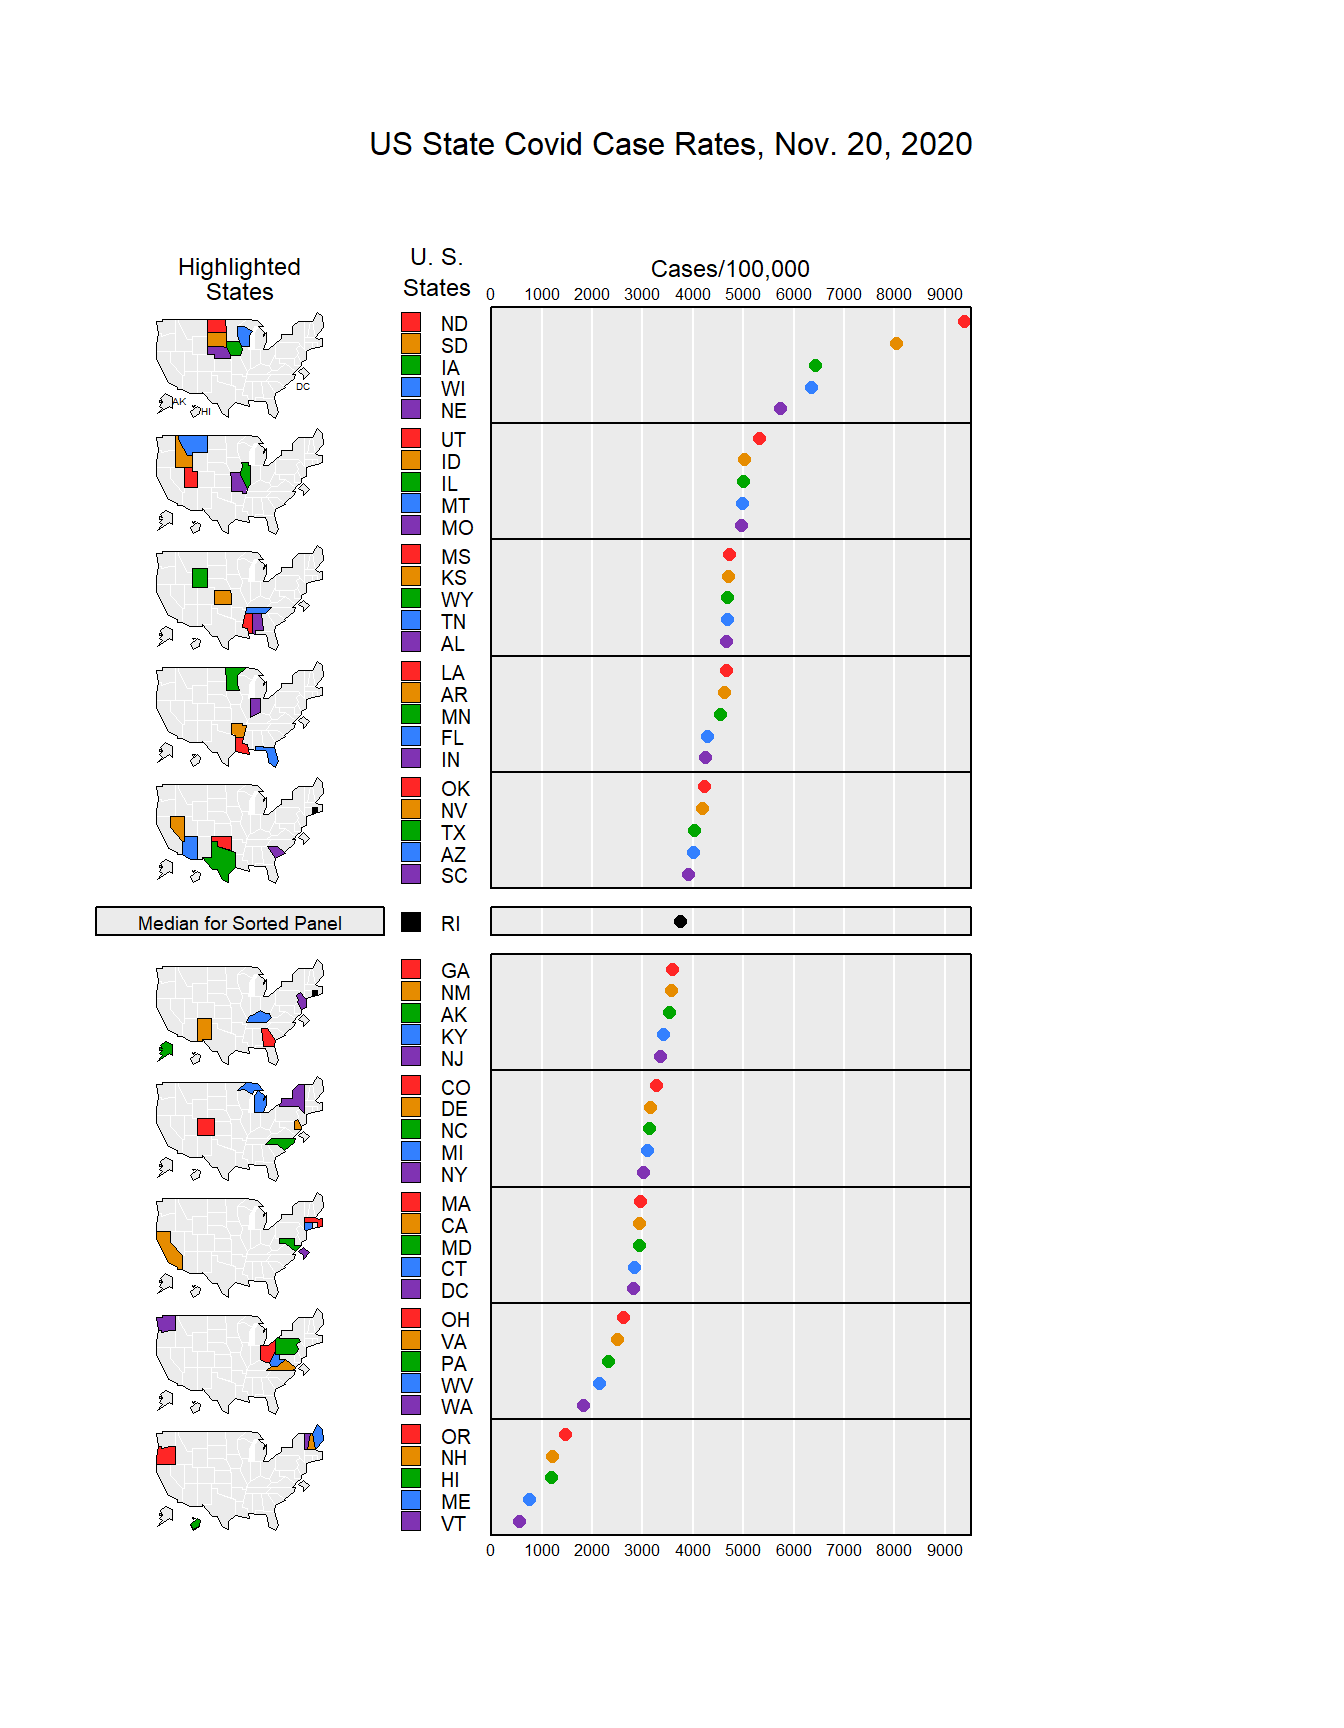 US State Covid Case Rates, Nov. 20, 2020
Highlighted
States
U. S.
States
Cases/100,000
0 1000 2000 3000 4000 5000 6000 7000 8000 9000
ND
SD
IA
WI
NE
DC
AK
HI
UT
ID
IL
MT
MO
MS
KS
WY
TN
AL
LA
AR
MN
FL
IN
OK
NV
TX
AZ
SC
Median for Sorted Panel
RI
GA
NM
AK
KY
NJ
CO
DE
NC
MI
NY
MA
CA
MD
CT
DC
OH
VA
PA
WV
WA
OR
NH
HI
ME
VT
0 1000 2000 3000 4000 5000 6000 7000 8000 9000